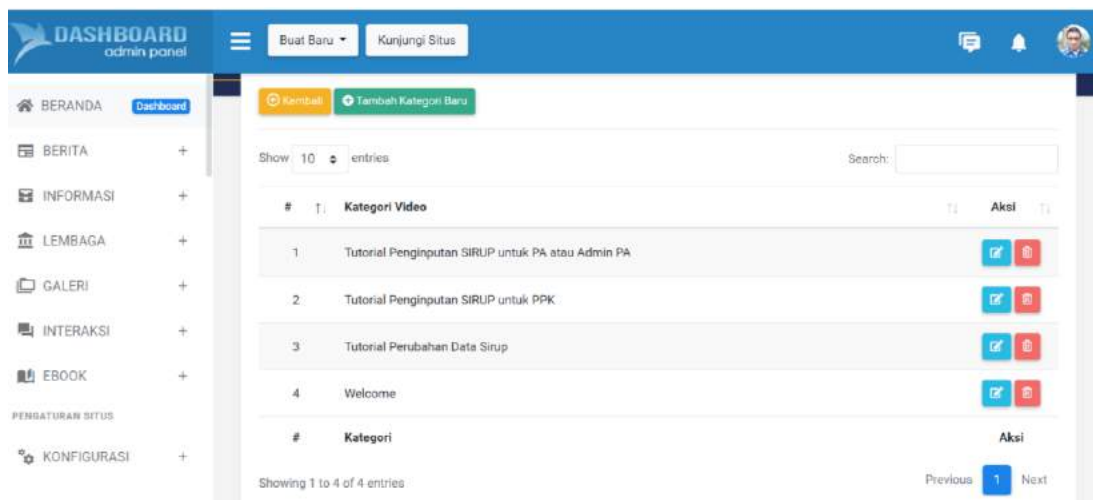 DASHBOARD
admin panel
Buat Baru
Kunjungi Situs
BERANDA Dashboard
BERITA
INFORMASI
LEMBAGA
GALERI
INTERAKSI
EBOOK
PENGATURAN SITUS
KONFIGURASI
Kembali
Tambah Kategori Baru
Show 10 entries
Search:
# Kategori Video Aksi
1 Tutorial Penginputan SIRUP untuk PA atau Admin PA
2 Tutorial Penginputan SIRUP untuk PPK
3 Tutorial Perubahan Data Sirup
4 Welcome
# Kategori Aksi
Showing 1 to 4 of 4 entries
Previous 1 Next